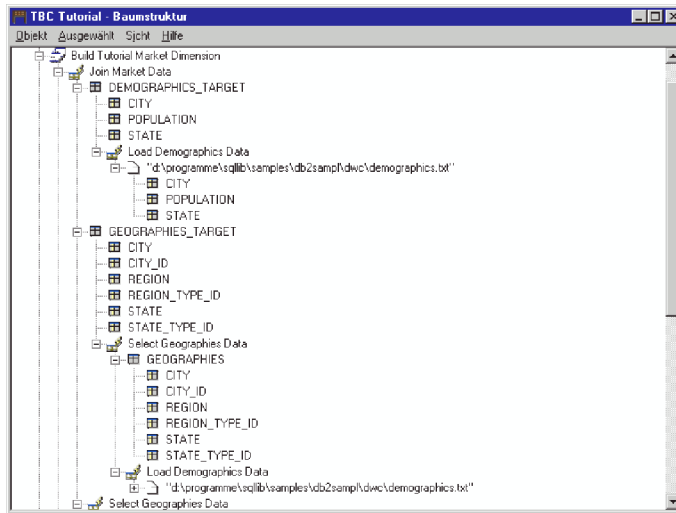 TBC Tutorial - Baumstruktur
Objekt Ausgewählt Sicht Hilfe
Build Tutorial Market Dimension
Join Market Data
DEMOGRAPHICS_TARGET
CITY
POPULATION
STATE
Load Demographics Data
"d:\programme\sqllib\samples\db2sampl\dwc\demographics.txt"
CITY
POPULATION
STATE
GEOGRAPHIES_TARGET
CITY
CITY_ID
REGION
REGION_TYPE_ID
STATE
STATE_TYPE_ID
Select Geographies Data
GEOGRAPHIES
CITY
CITY_ID
REGION
REGION_TYPE_ID
STATE
STATE_TYPE_ID
Load Demographics Data
"d:\programme\sqllib\samples\db2sampl\dwc\demographics.txt"
Select Geographies Data